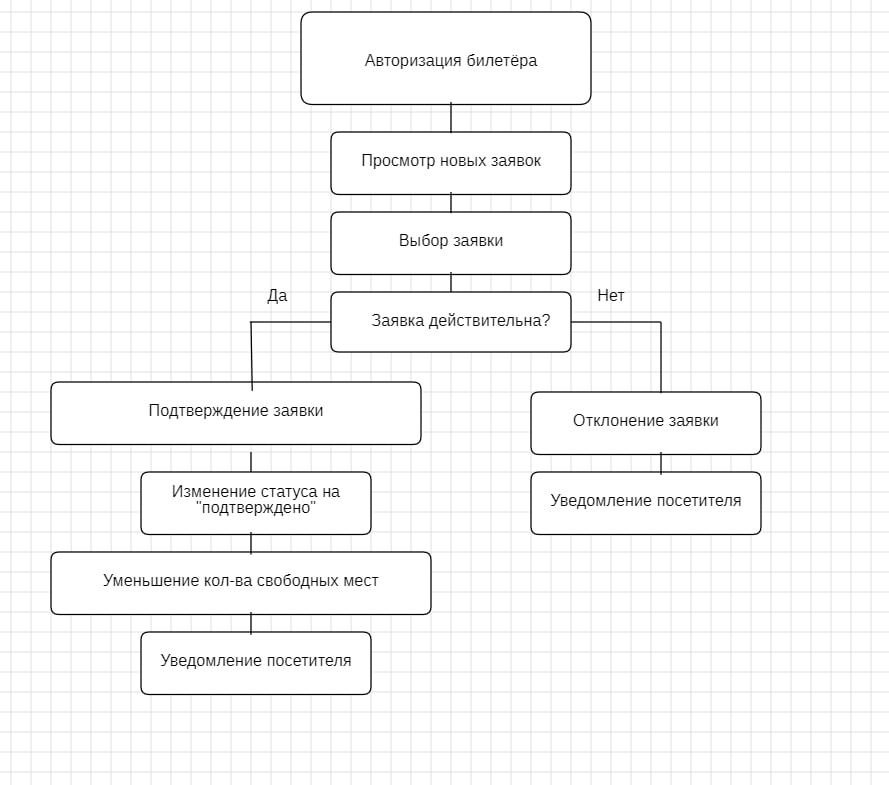 Авторизация билетёра
Просмотр новых заявок
Выбор заявки
Да
Нет
Заявка действительна?
Подтверждение заявки
Отклонение заявки
Изменение статуса на
"подтверждено"
Уведомление посетителя
Уменьшение кол-ва свободных мест
Уведомление посетителя